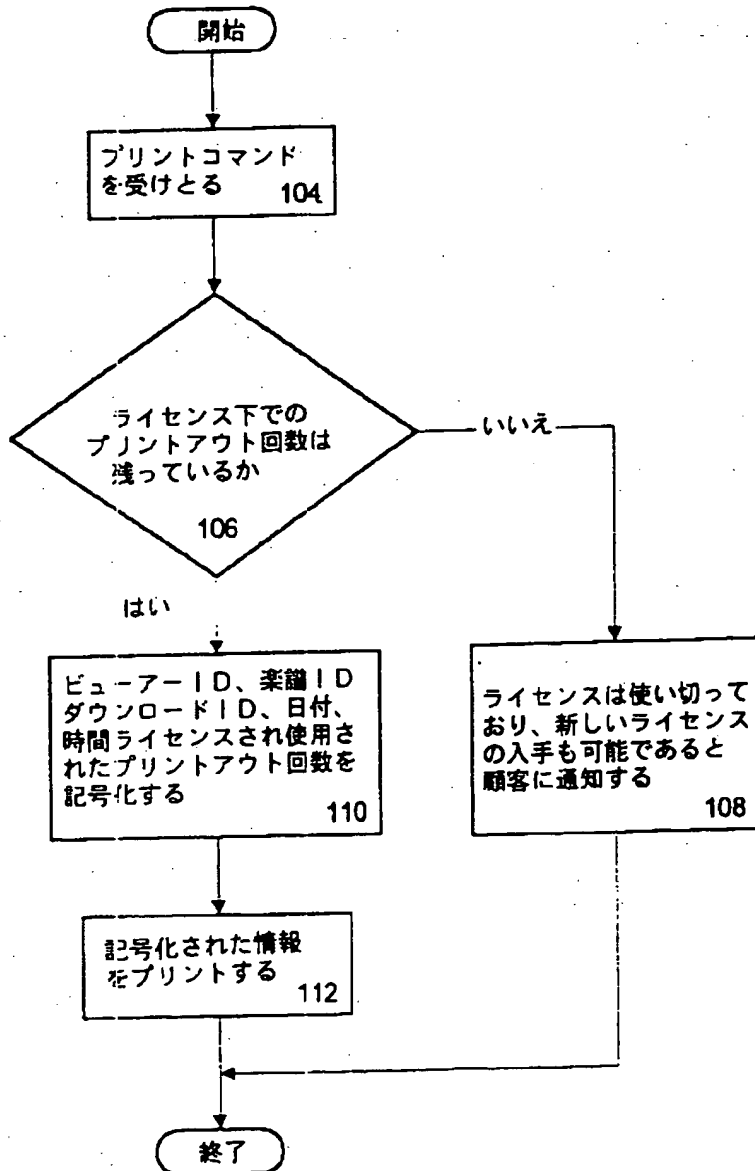 開始
プリントコマンド
を受けとる
104
ライセンス下での
プリントアウト回数は
残っているか
106
いいえ
はい
ビューアーID、楽譜ID
ダウンロードID、日付、
時間ライセンスされ使用さ
れたプリントアウト回数を
記号化する
110
ライセンスは使い切って
おり、新しいライセンス
の入手も可能であると
顧客に通知する
108
記号化された情報
をプリントする
112
終了